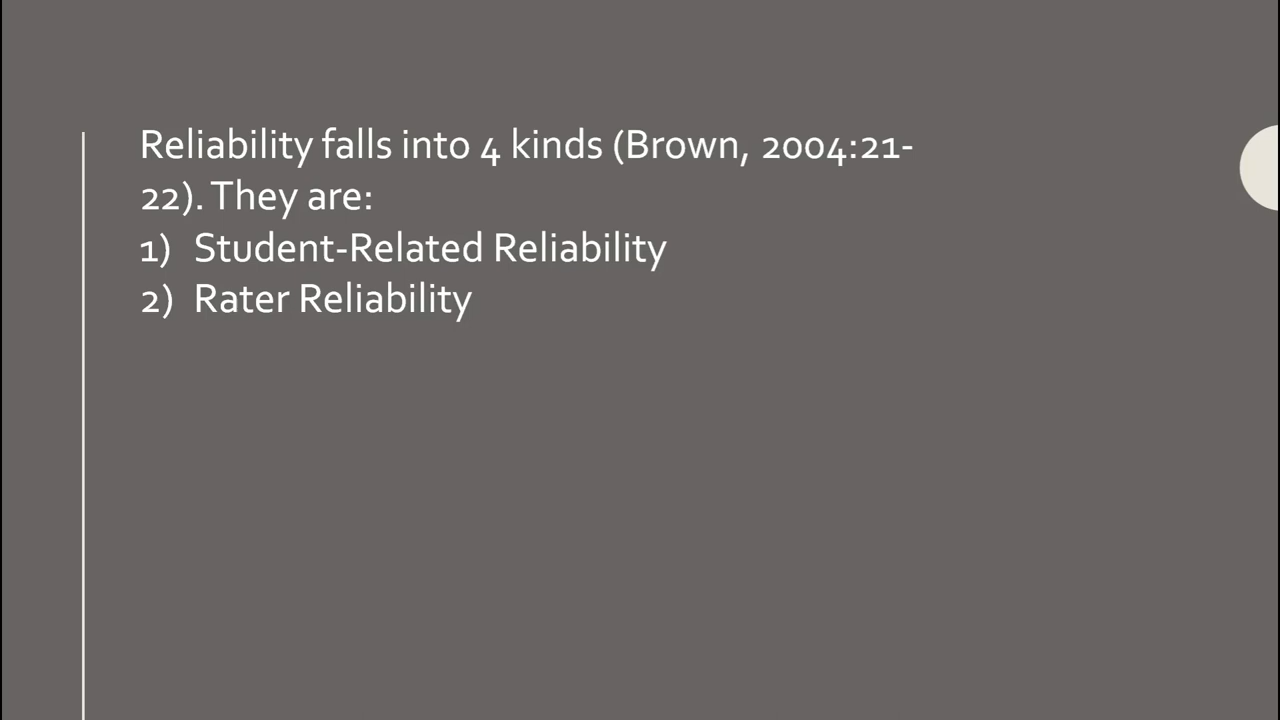 Reliability falls into 4 kinds (Brown, 2004:21-
22). They are:
1) Student-Related Reliability
2) Rater Reliability